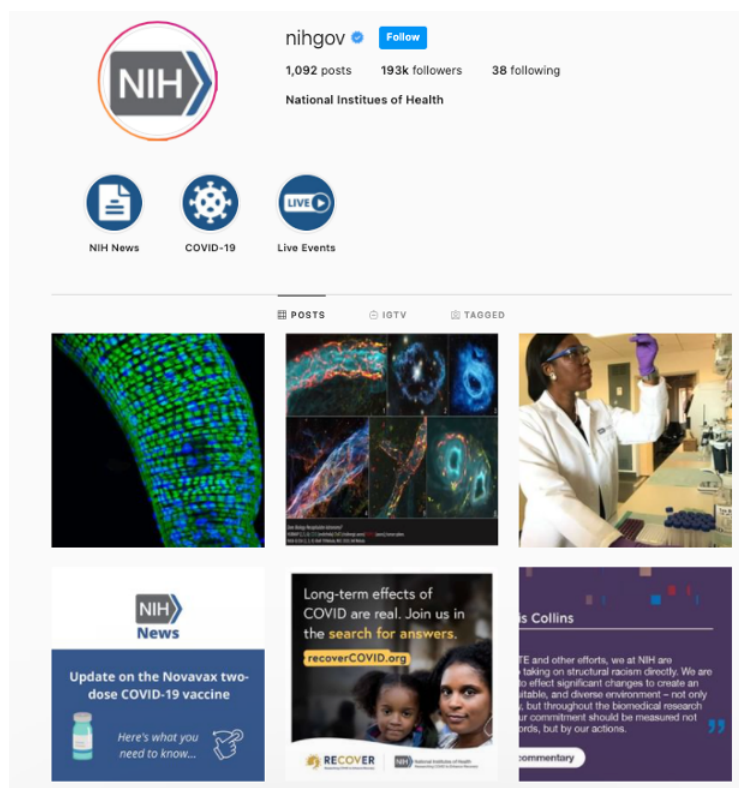 NIH
nihgov Follow
1,092 posts 193k followers 38 following
National Institues of Health
LIVE
NIH News COVID-19 Live Events
POSTS IGTV TAGGED
NIH
News
Update on the Novavax two-
dose COVID-19 vaccine
Here's what you
need to know...
Long-term effects of
COVID are real. Join us in
the search for answers.
recoverCOVID.org
RECOVER
NIH National Institutes of Health
is Collins
TE and other efforts, we at NIH are
taking on structural racism directly. We are
to effect significant changes to create an
uitable, and diverse environment – not only
, but throughout the biomedical research
ur commitment should be measured not
ords, but by our actions.
ommentary